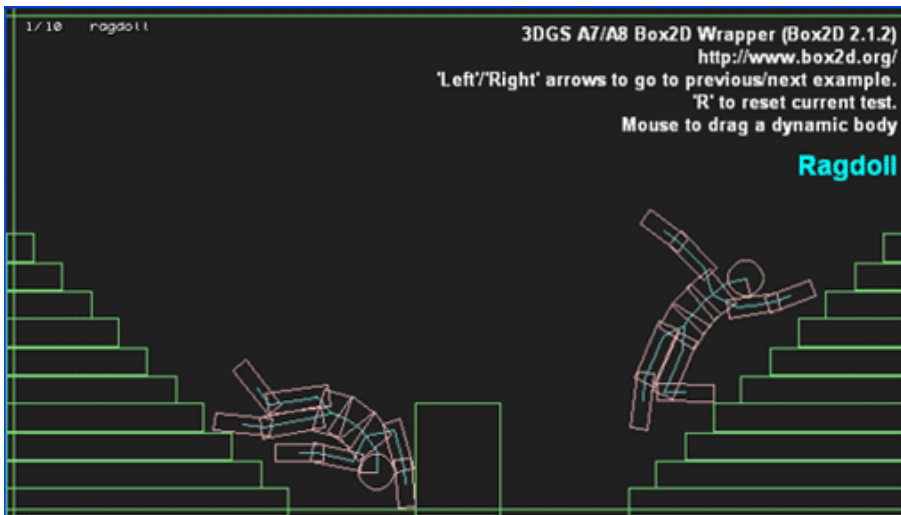 1/10 ragdoll
3DGS A7/A8 Box2D Wrapper (Box2D 2.1.2)
http://www.box2d.org/
'Left'/'Right' arrows to go to previous/next example.
'R' to reset current test.
Mouse to drag a dynamic body
Ragdoll